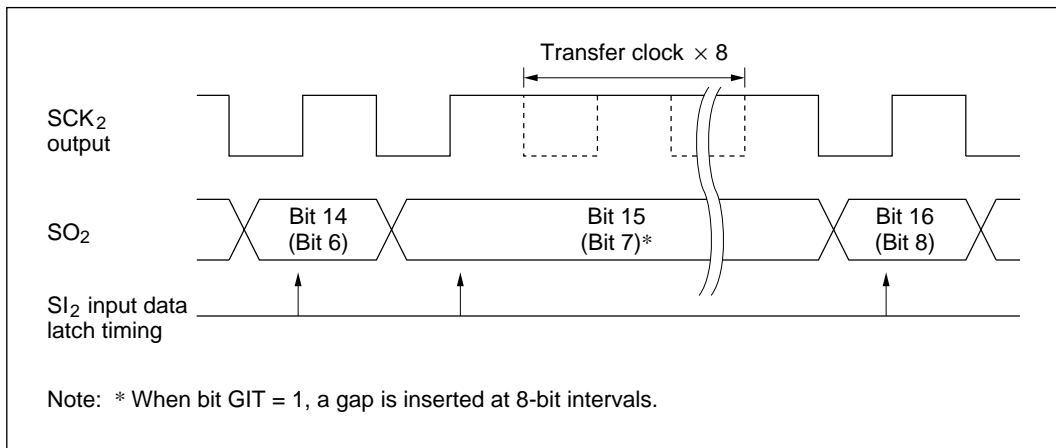 Transfer clock × 8
SCK₂
output
Bit 14
(Bit 6)
Bit 15
(Bit 7)*
Bit 16
(Bit 8)
SO₂
SI₂ input data
latch timing
Note: * When bit GIT = 1, a gap is inserted at 8-bit intervals.